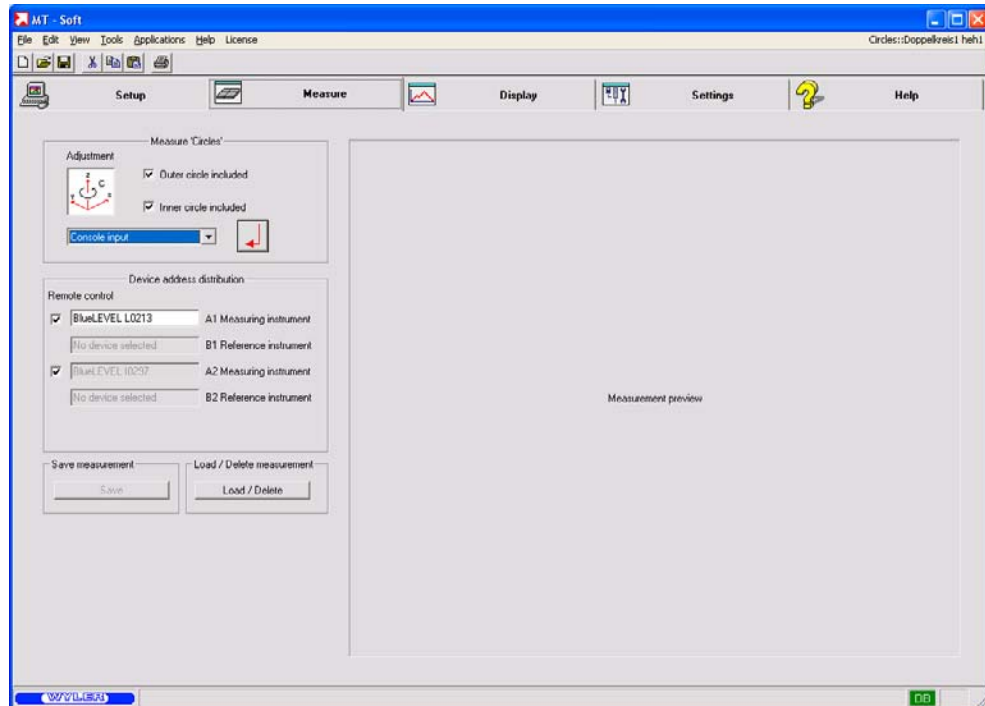 MT - Soft
File Edit View Tools Applications Help License
Circles::Doppelkreis1 heh1
Setup
Measure
Display
Settings
Help
Measure 'Circles'
Adjustment
z
C
Y x
Outer circle included
Inner circle included
Console input
Device address distribution
Remote control
BlueLEVEL L0213 A1 Measuring instrument
No device selected B1 Reference instrument
BlueLEVEL I0297 A2 Measuring instrument
No device selected B2 Reference instrument
Save measurement
Save
Load / Delete measurement
Load / Delete
Measurement preview
WYLER
DB